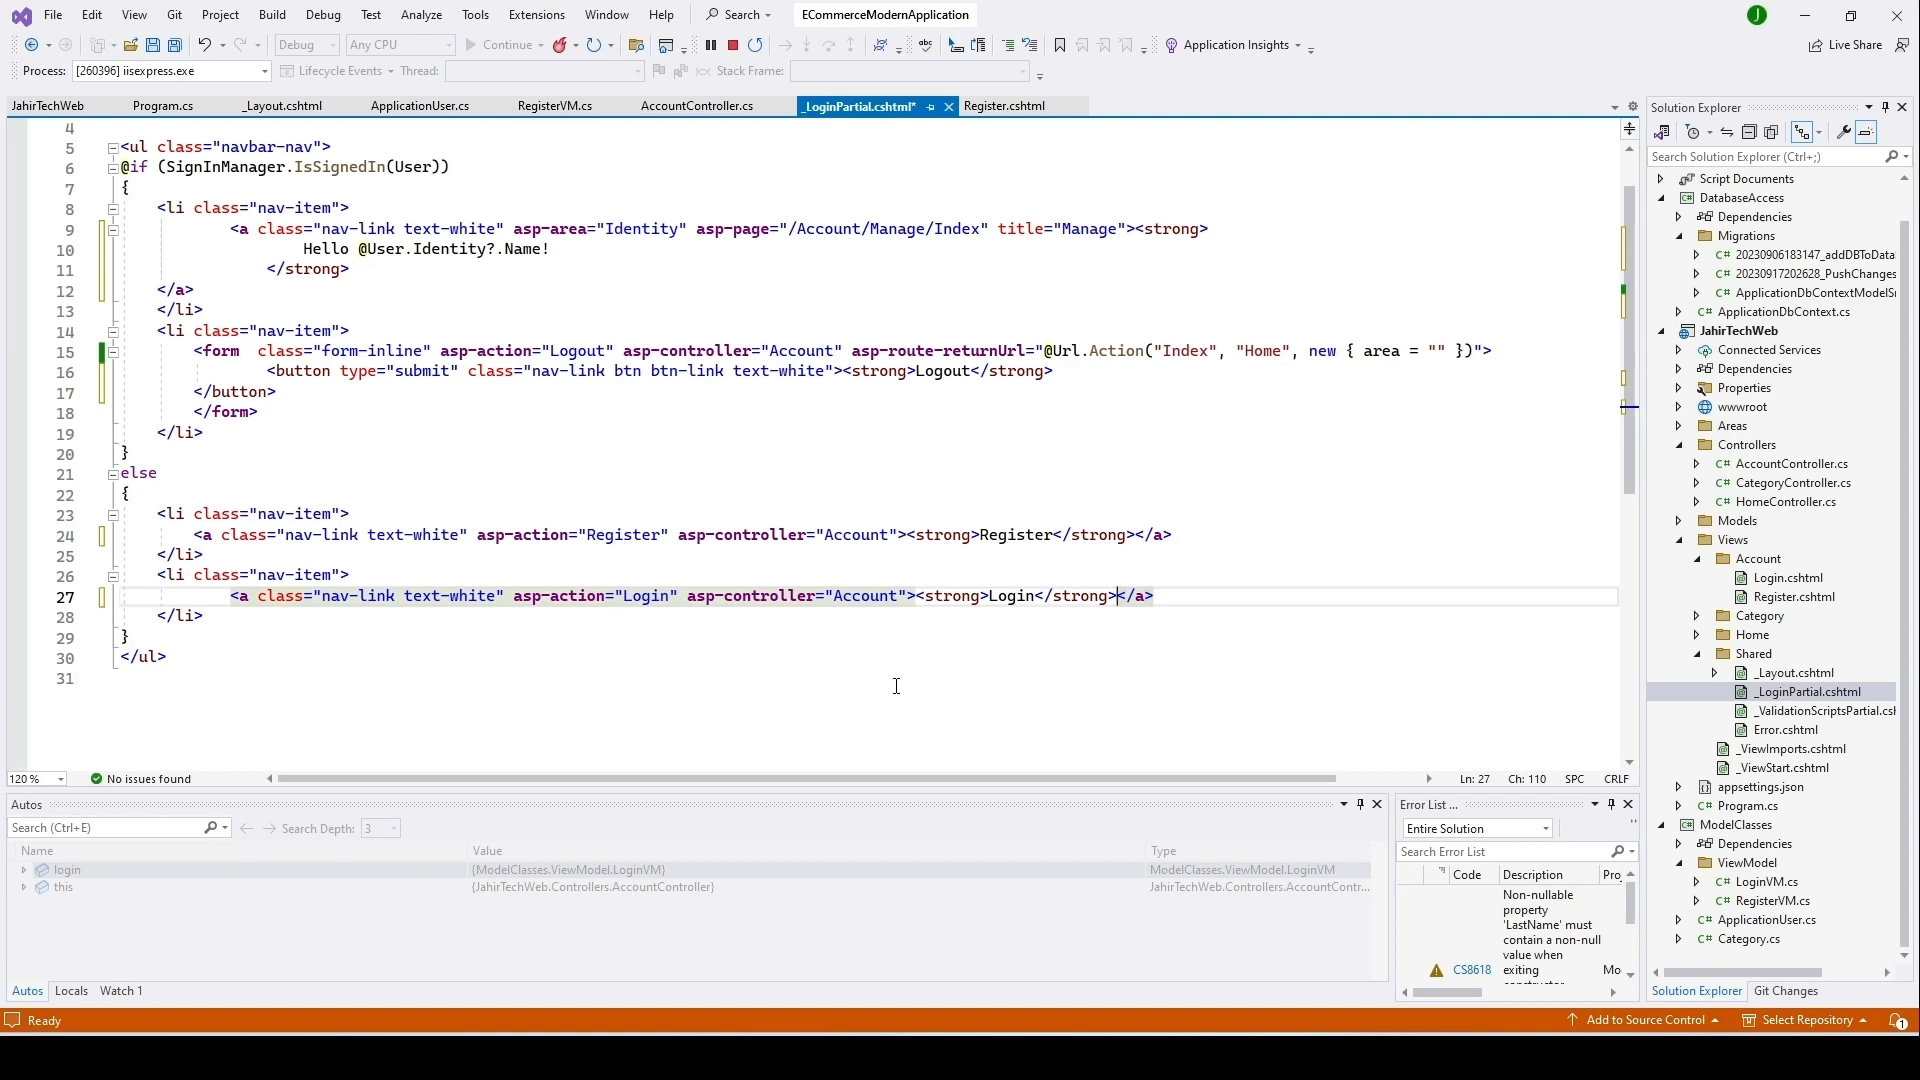 File Edit View Git Project Build Debug Test Analyze Tools Extensions Window Help Search ECommerceModernApplication J
Debug Any CPU Continue Application Insights Live Share
Process: [260396] iisexpress.exe Lifecycle Events Thread: Stack Frame:
JahirTechWeb Program.cs _Layout.cshtml ApplicationUser.cs RegisterVM.cs AccountController.cs _LoginPartial.cshtml* Register.cshtml
4
5 <ul class="navbar-nav">
6 @if (SignInManager.IsSignedIn(User))
7 {
8 <li class="nav-item">
9 <a class="nav-link text-white" asp-area="Identity" asp-page="/Account/Manage/Index" title="Manage"><strong>
10 Hello @User.Identity?.Name!
11 </strong>
12 </a>
13 </li>
14 <li class="nav-item">
15 <form class="form-inline" asp-action="Logout" asp-controller="Account" asp-route-returnUrl="@Url.Action("Index", "Home", new { area = "" })">
16 <button type="submit" class="nav-link btn btn-link text-white"><strong>Logout</strong>
17 </button>
18 </form>
19 </li>
20 }
21 else
22 {
23 <li class="nav-item">
24 <a class="nav-link text-white" asp-action="Register" asp-controller="Account"><strong>Register</strong></a>
25 </li>
26 <li class="nav-item">
27 <a class="nav-link text-white" asp-action="Login" asp-controller="Account"><strong>Login</strong></a>
28 </li>
29 }
30 </ul>
31
120 % No issues found Ln: 27 Ch: 110 SPC CRLF
Autos
Search (Ctrl+E) Search Depth: 3
Name Value Type
login {ModelClasses.ViewModel.LoginVM} ModelClasses.ViewModel.LoginVM
this {JahirTechWeb.Controllers.AccountController} JahirTechWeb.Controllers.AccountContr...
Autos Locals Watch 1
Error List ...
Entire Solution
Search Error List
Code Description Proj
Non-nullable
property
'LastName' must
contain a non-null
value when
CS8618 exiting Mo
Solution Explorer
Search Solution Explorer (Ctrl+;)
Script Documents
DatabaseAccess
Dependencies
Migrations
20230906183147_addDBToData
20230917202628_PushChanges
ApplicationDbContextModelSn
ApplicationDbContext.cs
JahirTechWeb
Connected Services
Dependencies
Properties
wwwroot
Areas
Controllers
AccountController.cs
CategoryController.cs
HomeController.cs
Models
Views
Account
Login.cshtml
Register.cshtml
Category
Home
Shared
_Layout.cshtml
_LoginPartial.cshtml
_ValidationScriptsPartial.csh
Error.cshtml
_ViewImports.cshtml
_ViewStart.cshtml
appsettings.json
Program.cs
ModelClasses
Dependencies
ViewModel
LoginVM.cs
RegisterVM.cs
ApplicationUser.cs
Category.cs
Solution Explorer Git Changes
Ready Add to Source Control Select Repository 1